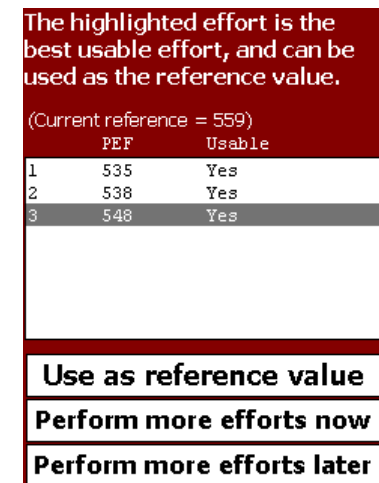 The highlighted effort is the
best usable effort, and can be
used as the reference value.
(Current reference = 559)
PEF Usable
1 535 Yes
2 538 Yes
3 548 Yes
Use as reference value
Perform more efforts now
Perform more efforts later